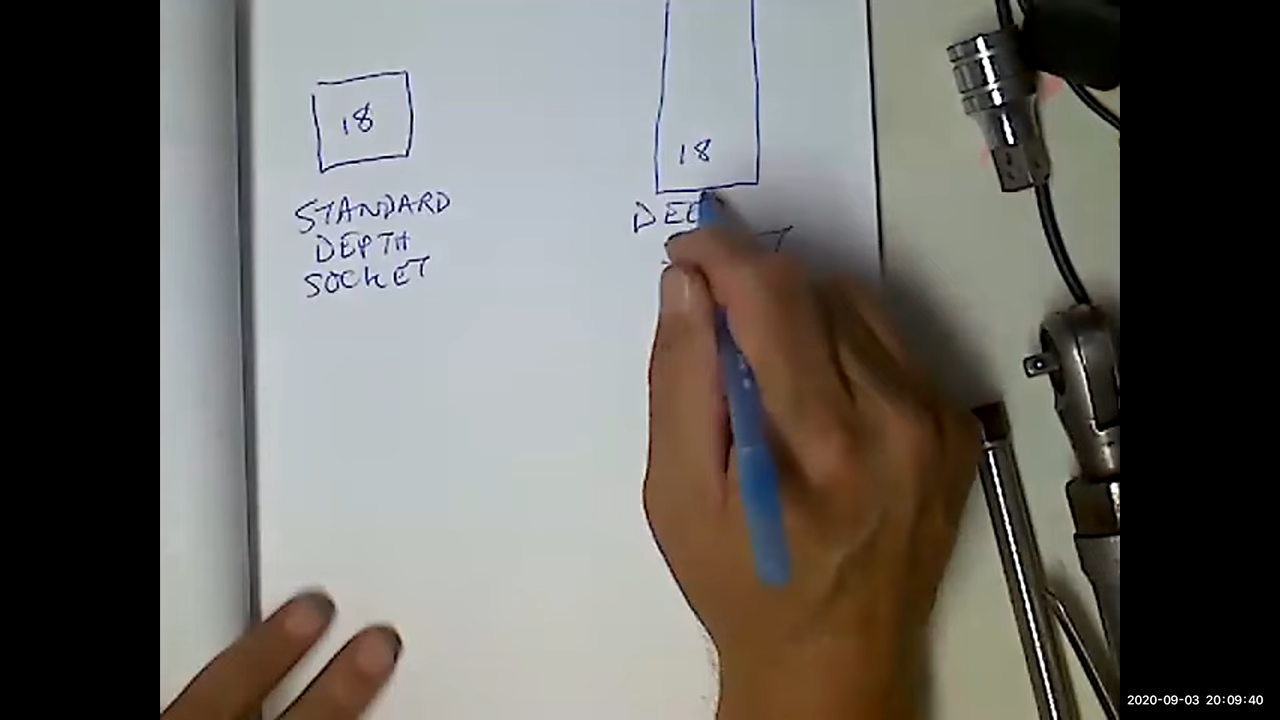 18
STANDARD
DEPTH
SOCKET
18
2020-09-03 20:09:40